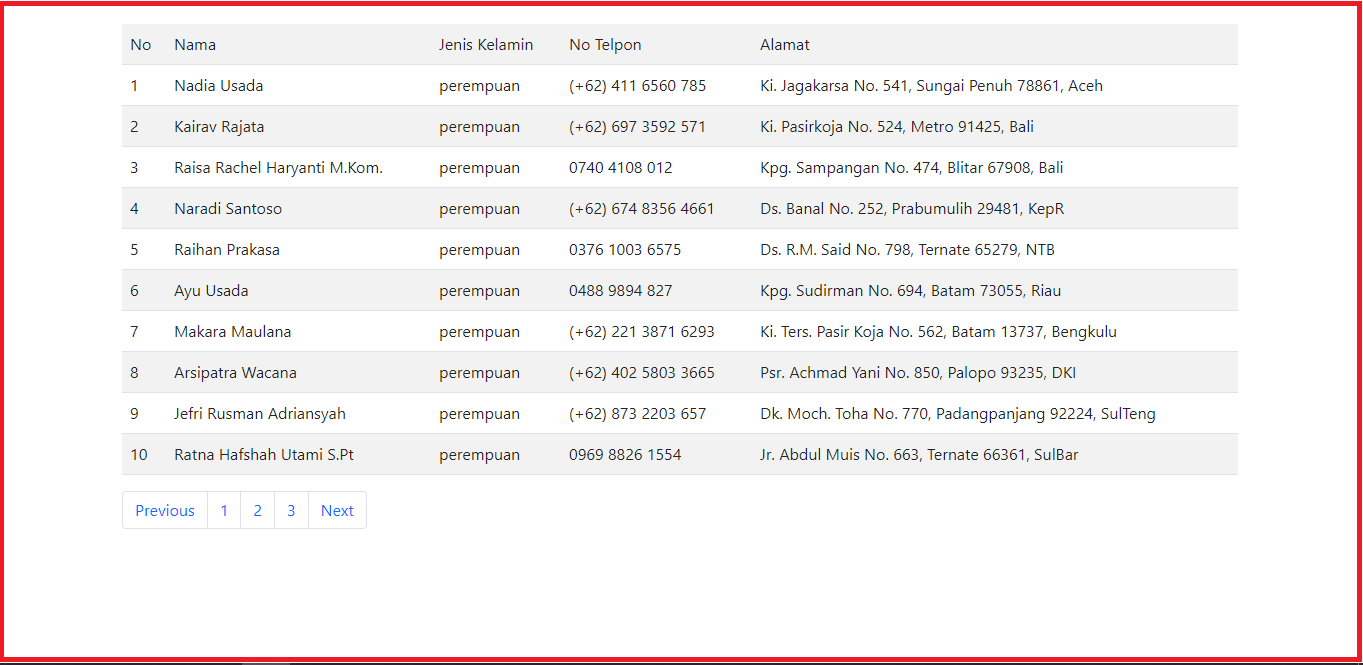 No Nama Jenis Kelamin No Telpon Alamat
1 Nadia Usada perempuan (+62) 411 6560 785 Ki. Jagakarsa No. 541, Sungai Penuh 78861, Aceh
2 Kairav Rajata perempuan (+62) 697 3592 571 Ki. Pasirkoja No. 524, Metro 91425, Bali
3 Raisa Rachel Haryanti M.Kom. perempuan 0740 4108 012 Kpg. Sampangan No. 474, Blitar 67908, Bali
4 Naradi Santoso perempuan (+62) 674 8356 4661 Ds. Banal No. 252, Prabumulih 29481, KepR
5 Raihan Prakasa perempuan 0376 1003 6575 Ds. R.M. Said No. 798, Ternate 65279, NTB
6 Ayu Usada perempuan 0488 9894 827 Kpg. Sudirman No. 694, Batam 73055, Riau
7 Makara Maulana perempuan (+62) 221 3871 6293 Ki. Ters. Pasir Koja No. 562, Batam 13737, Bengkulu
8 Arsipatra Wacana perempuan (+62) 402 5803 3665 Psr. Achmad Yani No. 850, Palopo 93235, DKI
9 Jefri Rusman Adriansyah perempuan (+62) 873 2203 657 Dk. Moch. Toha No. 770, Padangpanjang 92224, SulTeng
10 Ratna Hafshah Utami S.Pt perempuan 0969 8826 1554 Jr. Abdul Muis No. 663, Ternate 66361, SulBar
Previous 1 2 3 Next